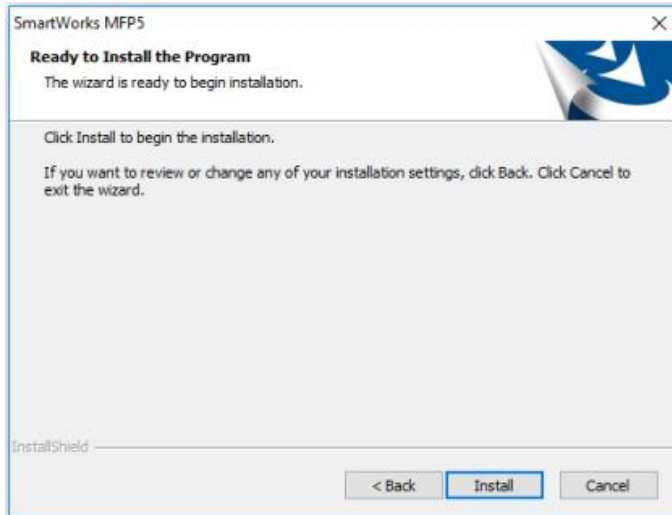 SmartWorks MFP5
Ready to Install the Program
The wizard is ready to begin installation.
Click Install to begin the installation.
If you want to review or change any of your installation settings, click Back. Click Cancel to
exit the wizard.
InstallShield
< Back Install Cancel